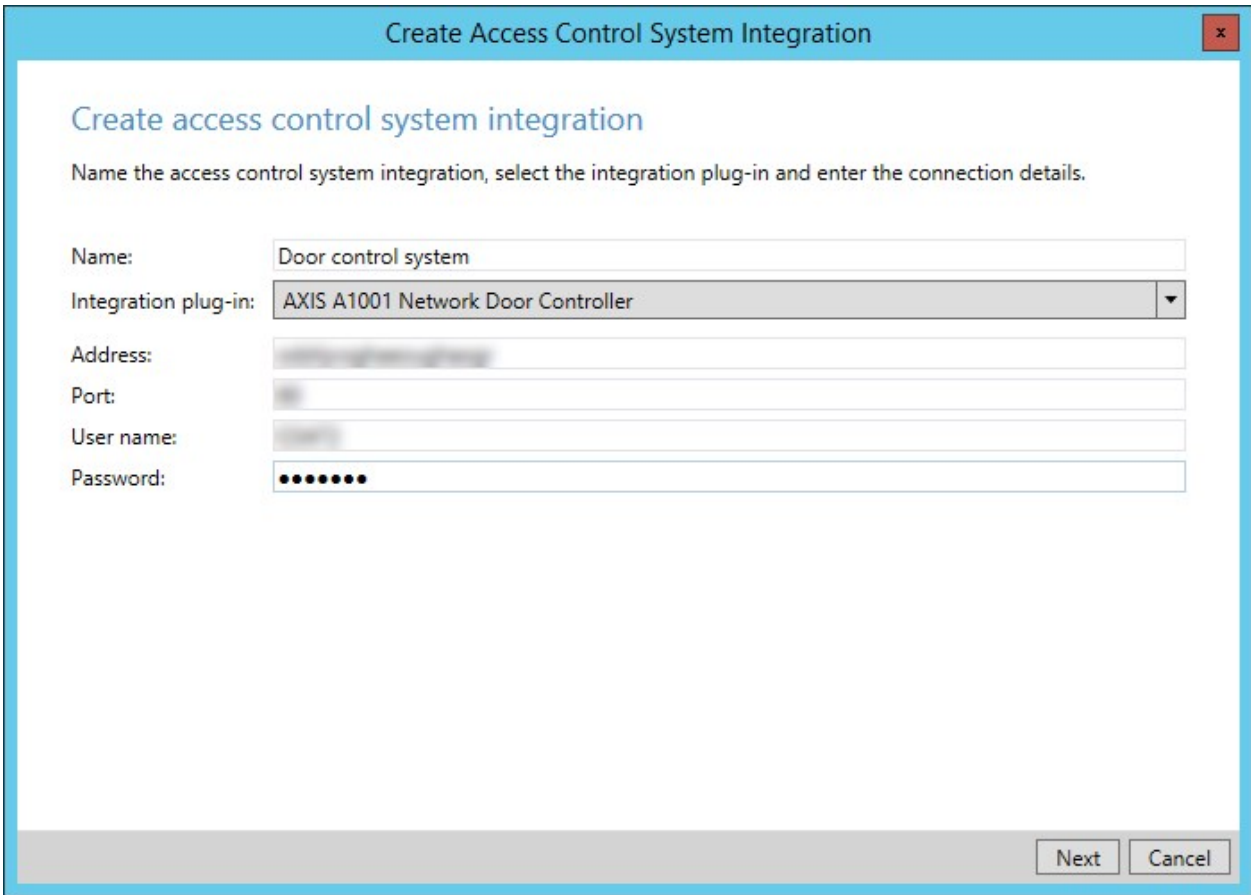 Create Access Control System Integration
x
Create access control system integration
Name the access control system integration, select the integration plug-in and enter the connection details.
Name: Door control system
Integration plug-in: AXIS A1001 Network Door Controller
Address:
Port:
User name:
Password: •••••••
Next Cancel